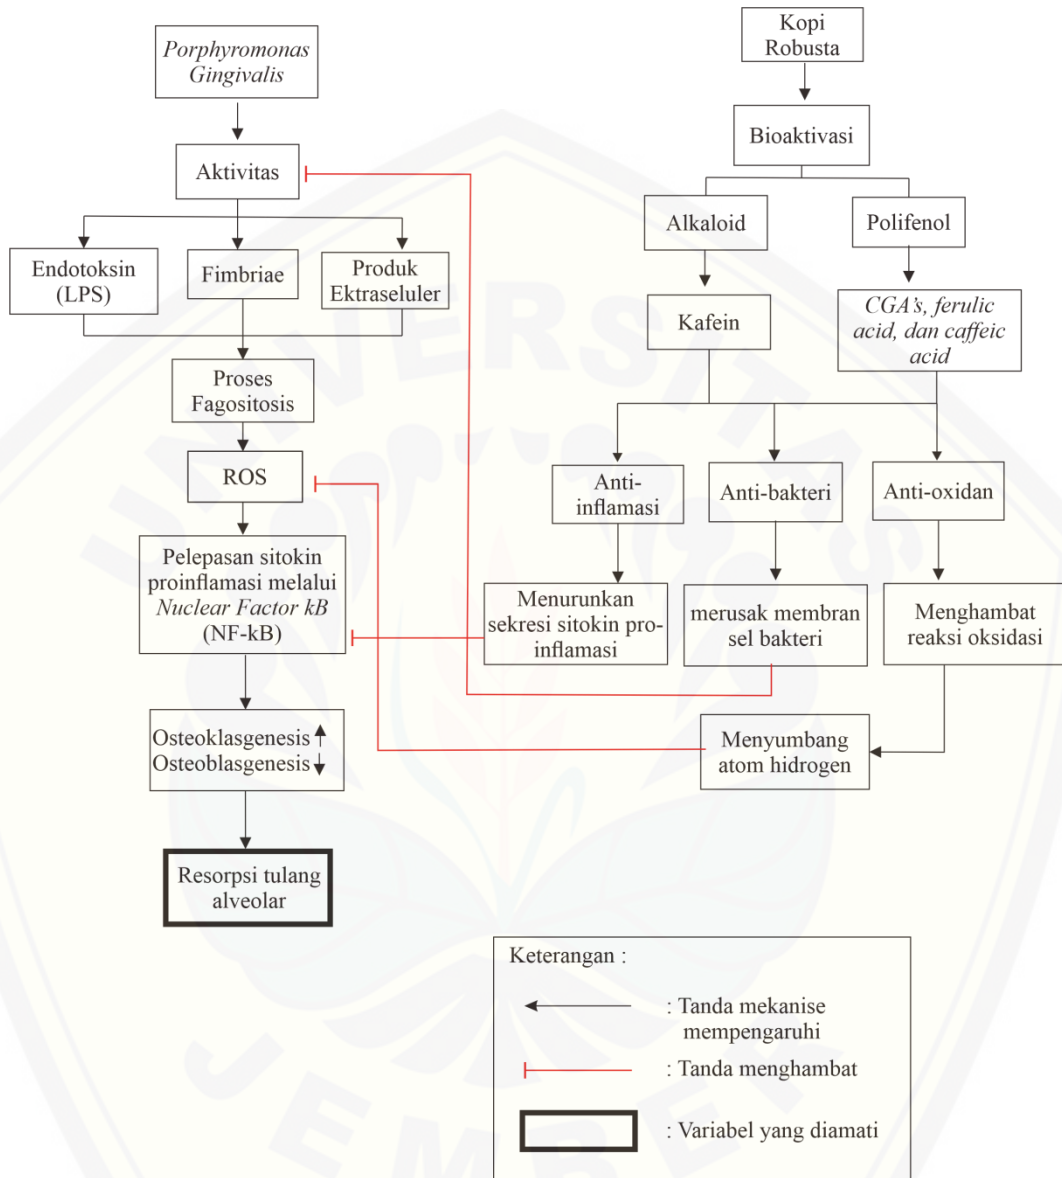 Porphyromonas
Gingivalis
Aktivitas
Endotoksin
(LPS)
Fimbriae
Produk
Ektraseluler
Proses
Fagositosis
ROS
Pelepasan sitokin
proinflamasi melalui
Nuclear Factor kB
(NF-kB)
Osteoklasgenesis
Osteoblasgenesis
Resorpsi tulang
alveolar
Kopi
Robusta
Bioaktivasi
Alkaloid
Polifenol
Kafein
CGA’s, ferulic
acid, dan caffeic
acid
Anti-
inflamasi
Anti-bakteri
Anti-oxidan
Menurunkan
sekresi sitokin pro-
inflamasi
merusak membran
sel bakteri
Menghambat
reaksi oksidasi
Menyumbang
atom hidrogen
Keterangan :
: Tanda mekanise
mempengaruhi
: Tanda menghambat
: Variabel yang diamati
UNIVERSITAS
JEMBER